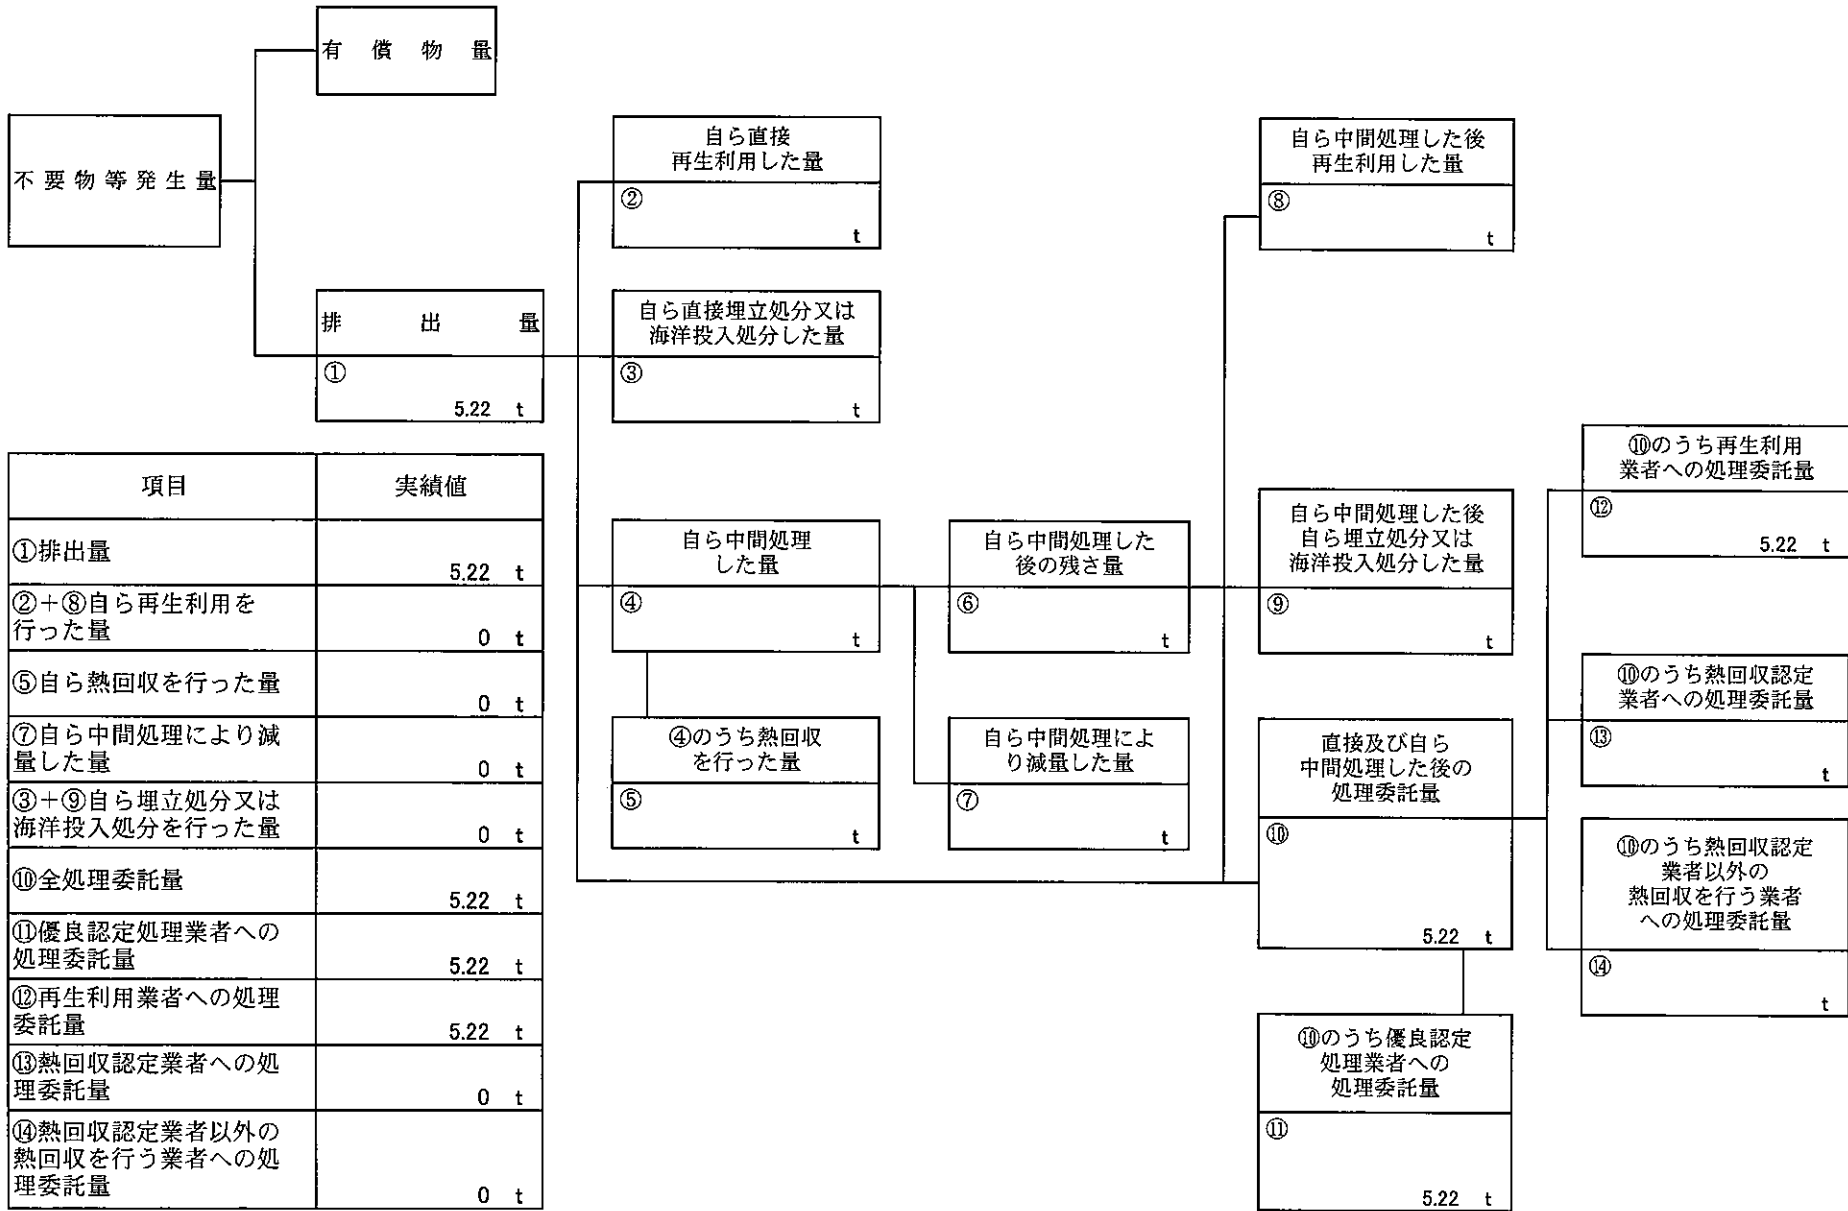 有償物量
不要物等発生量
自ら直接
再生利用した量
②
t
自ら中間処理した後
再生利用した量
⑧
t
排出量
①
5.22 t
自ら直接埋立処分又は
海洋投入処分した量
③
t
項目 実績値
①排出量
5.22 t
②+⑧自ら再生利用を
行った量
0 t
⑤自ら熱回収を行った量
0 t
⑦自ら中間処理により減
量した量
0 t
③+⑨自ら埋立処分又は
海洋投入処分を行った量
0 t
⑩全処理委託量
5.22 t
⑪優良認定処理業者への
処理委託量
5.22 t
⑫再生利用業者への処理
委託量
5.22 t
⑬熱回収認定業者への処
理委託量
0 t
⑭熱回収認定業者以外の
熱回収を行う業者への処
理委託量
0 t
自ら中間処理
した量
④
t
自ら中間処理した
後の残さ量
⑥
t
自ら中間処理した後
自ら埋立処分又は
海洋投入処分した量
⑨
t
⑩のうち再生利用
業者への処理委託量
⑫
5.22 t
④のうち熱回収
を行った量
⑤
t
自ら中間処理によ
り減量した量
⑦
t
直接及び自ら
中間処理した後の
処理委託量
⑩
5.22 t
⑩のうち熱回収認定
業者への処理委託量
⑬
t
⑩のうち熱回収認定
業者以外の
熱回収を行う業者
への処理委託量
⑭
t
⑩のうち優良認定
処理業者への
処理委託量
⑪
5.22 t